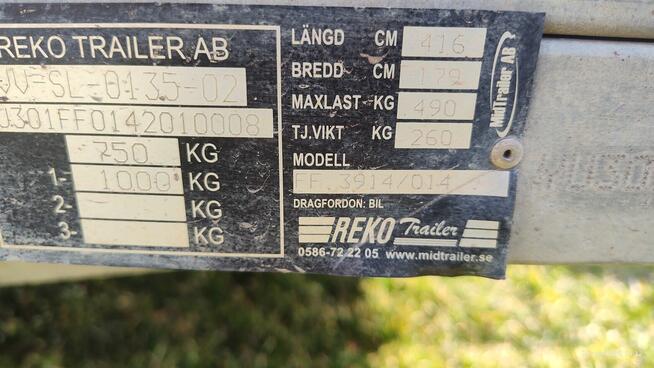 REKO TRAILER AB
VV-SL-0135-02
0301FF0142010008
750 KG
1- 1000 KG
2- KG
3- KG
LÄNGD CM 416
BREDD CM 179
MAXLAST KG 490
TJ.VIKT KG 260
MODELL
FF.3914/014
DRAGFORDON: BIL
REKO Trailer
0586-72 22 05 www.midtrailer.se
MidTrailer AB